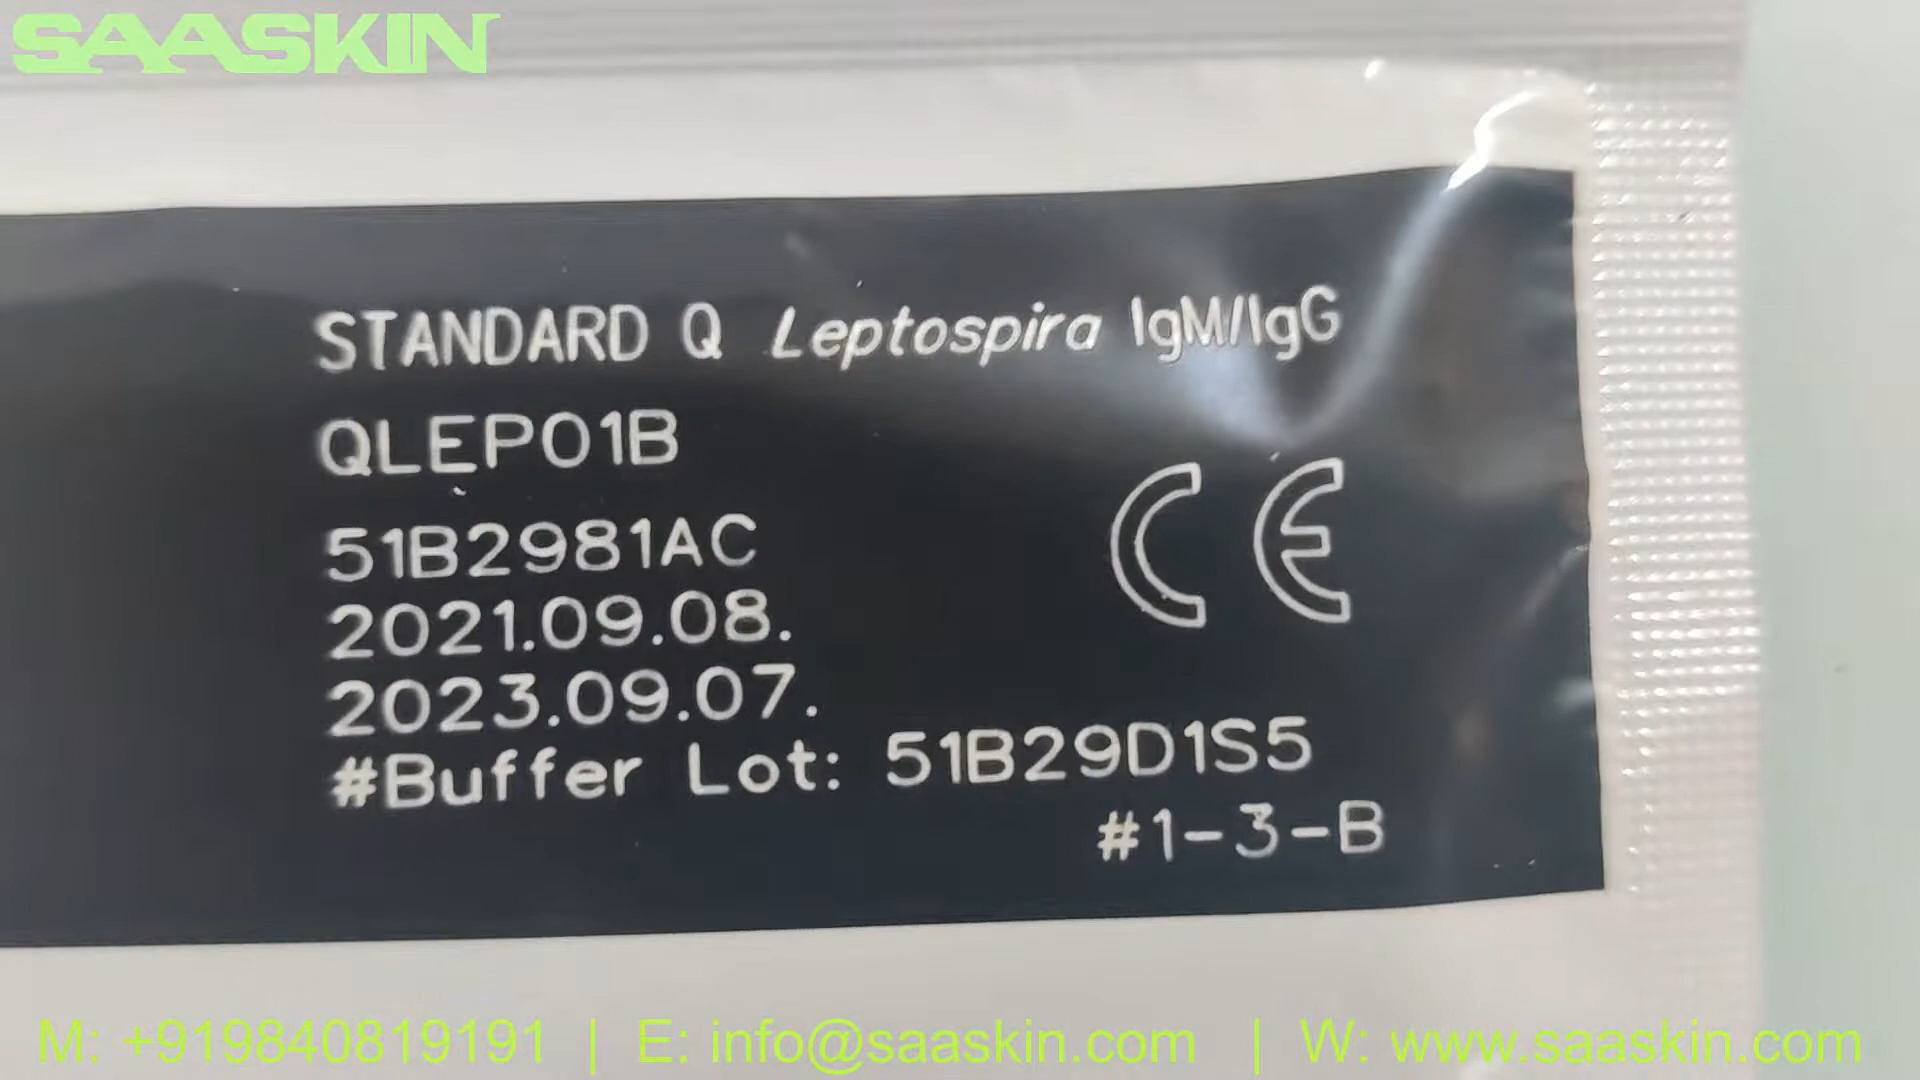 SAASKIN
STANDARD Q Leptospira IgM/IgG
QLEP01B
51B2981AC
2021.09.08.
2023.09.07.
#Buffer Lot: 51B29D1S5
#1-3-B
CE
M: +919840819191 | E: info@saaskin.com | W: www.saaskin.com